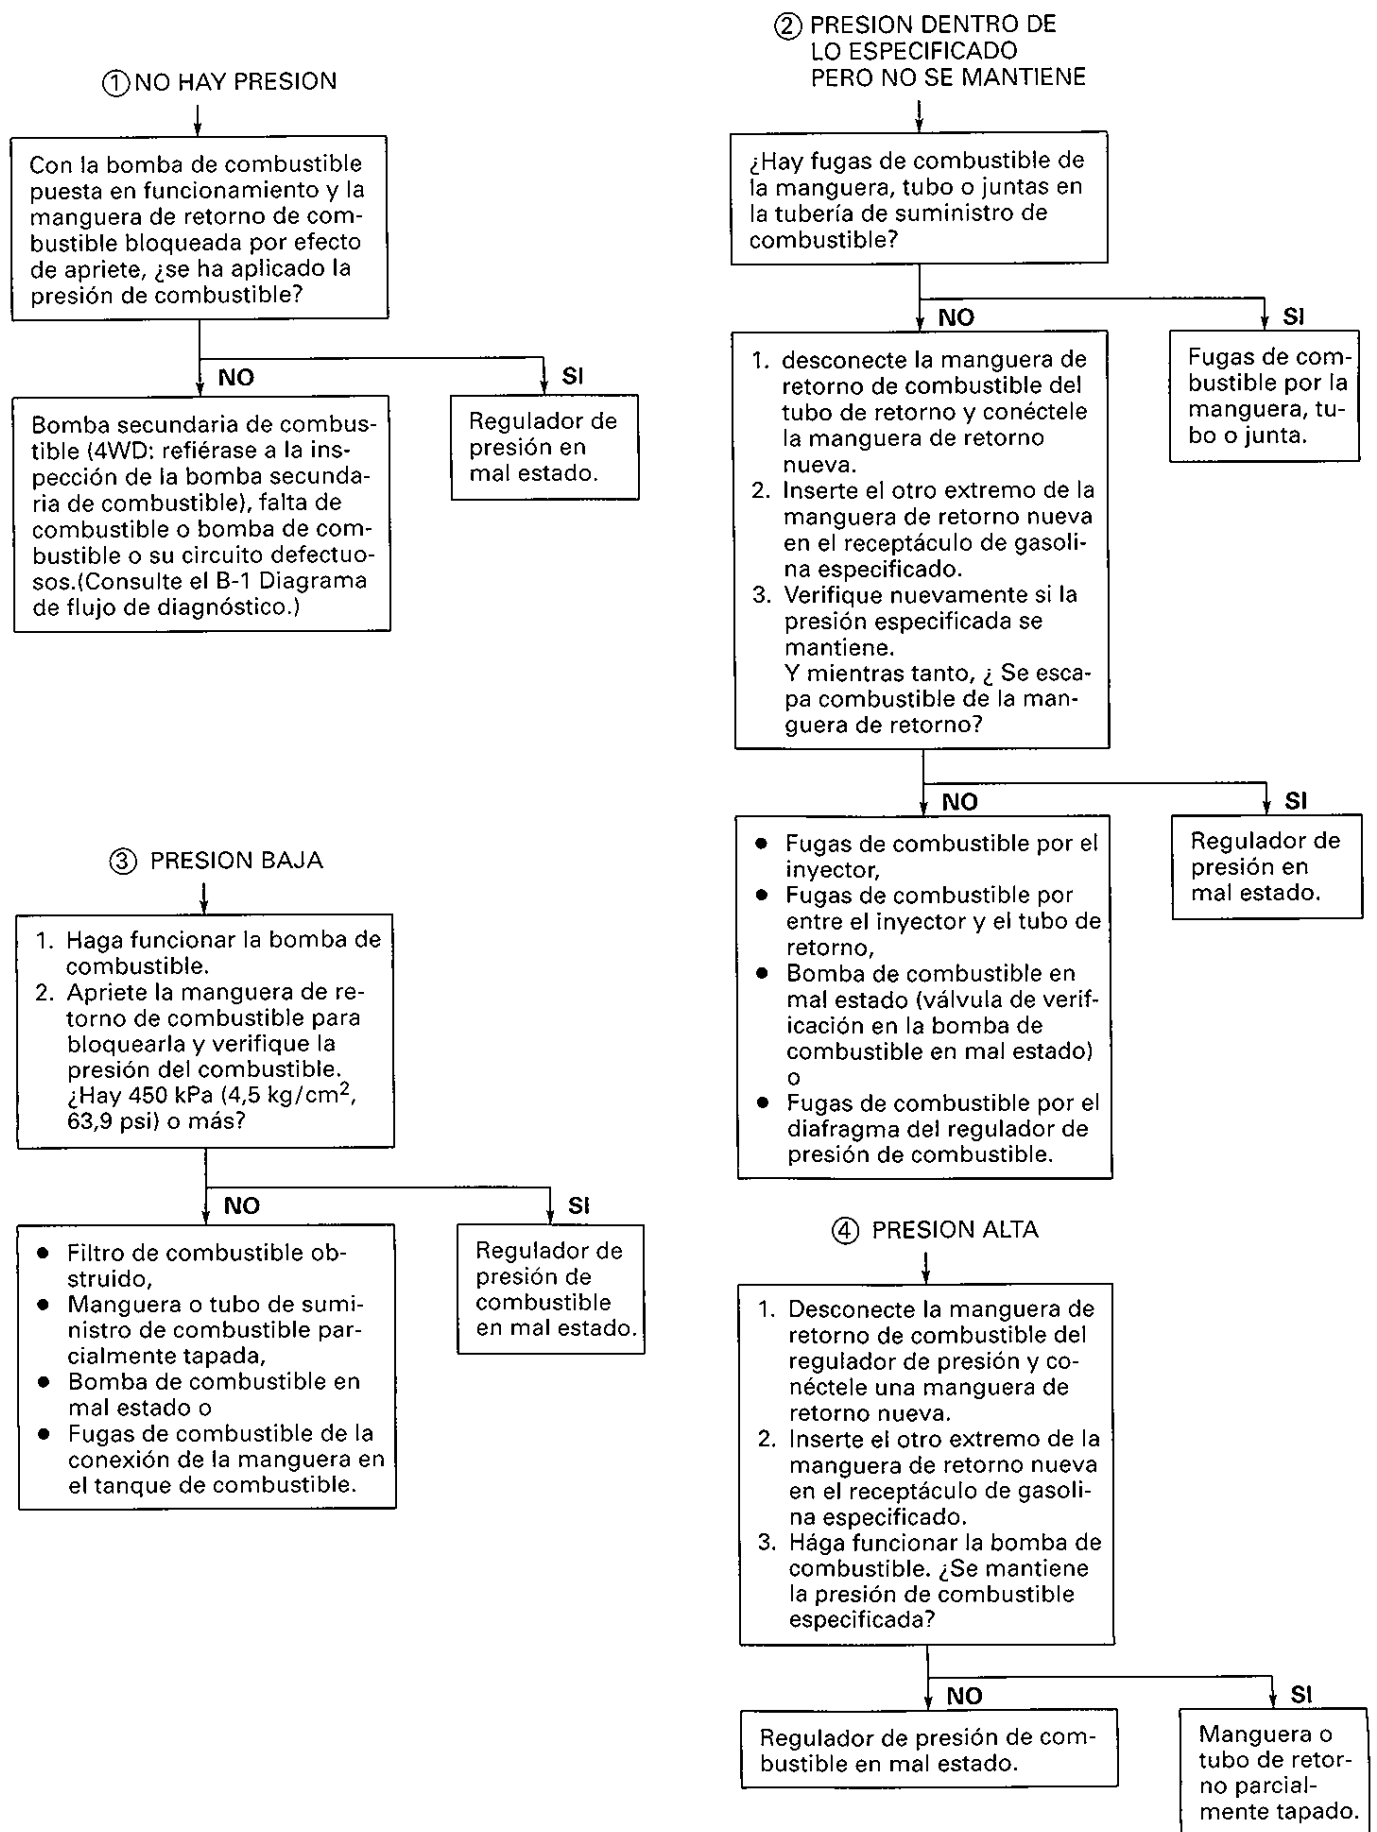 ① NO HAY PRESION
Con la bomba de combustible
puesta en funcionamiento y la
manguera de retorno de com-
bustible bloqueada por efecto
de apriete, ¿se ha aplicado la
presión de combustible?
NO
SI
Bomba secundaria de combus-
tible (4WD: refiérase a la ins-
pección de la bomba secunda-
ria de combustible), falta de
combustible o bomba de com-
bustible o su circuito defectuo-
sos.(Consulte el B-1 Diagrama
de flujo de diagnóstico.)
Regulador de
presión en
mal estado.
② PRESION DENTRO DE
LO ESPECIFICADO
PERO NO SE MANTIENE
¿Hay fugas de combustible de
la manguera, tubo o juntas en
la tubería de suministro de
combustible?
NO
SI
1. desconecte la manguera de
retorno de combustible del
tubo de retorno y conéctele
la manguera de retorno
nueva.
2. Inserte el otro extremo de la
manguera de retorno nueva
en el receptáculo de gasoli-
na especificado.
3. Verifique nuevamente si la
presión especificada se
mantiene.
Y mientras tanto, ¿ Se esca-
pa combustible de la man-
guera de retorno?
Fugas de com-
bustible por la
manguera, tu-
bo o junta.
NO
SI
● Fugas de combustible por el
inyector,
● Fugas de combustible por
entre el inyector y el tubo de
retorno,
● Bomba de combustible en
mal estado (válvula de verif-
icación en la bomba de
combustible en mal estado)
o
● Fugas de combustible por el
diafragma del regulador de
presión de combustible.
Regulador de
presión en
mal estado.
③ PRESION BAJA
1. Haga funcionar la bomba de
combustible.
2. Apriete la manguera de re-
torno de combustible para
bloquearla y verifique la
presión del combustible.
¿Hay 450 kPa (4,5 kg/cm²,
63,9 psi) o más?
NO
SI
● Filtro de combustible ob-
struido,
● Manguera o tubo de sumi-
nistro de combustible par-
cialmente tapada,
● Bomba de combustible en
mal estado o
● Fugas de combustible de la
conexión de la manguera en
el tanque de combustible.
Regulador de
presión de
combustible
en mal estado.
④ PRESION ALTA
1. Desconecte la manguera de
retorno de combustible del
regulador de presión y co-
néctele una manguera de
retorno nueva.
2. Inserte el otro extremo de la
manguera de retorno nueva
en el receptáculo de gasoli-
na especificado.
3. Hága funcionar la bomba de
combustible. ¿Se mantiene
la presión de combustible
especificada?
NO
SI
Regulador de presión de com-
bustible en mal estado.
Manguera o
tubo de retor-
no parcial-
mente tapado.